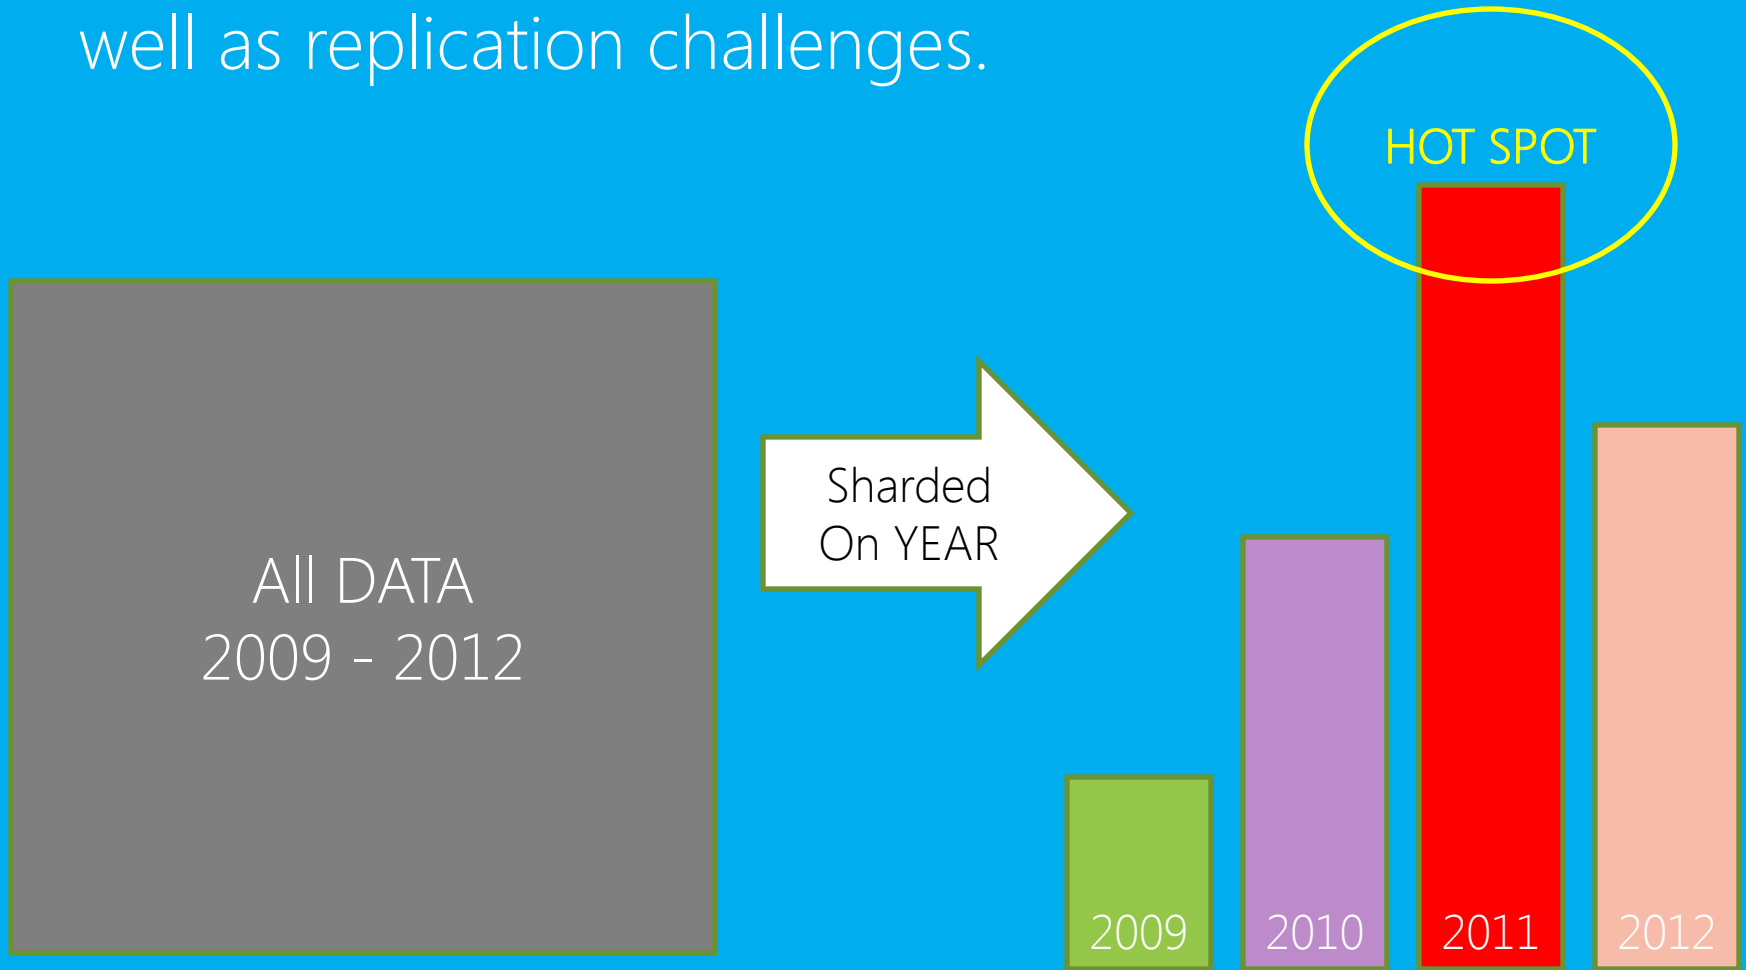 well as replication challenges.
HOT SPOT
Sharded
On YEAR
All DATA
2009 - 2012
2009
2010
2011
2012